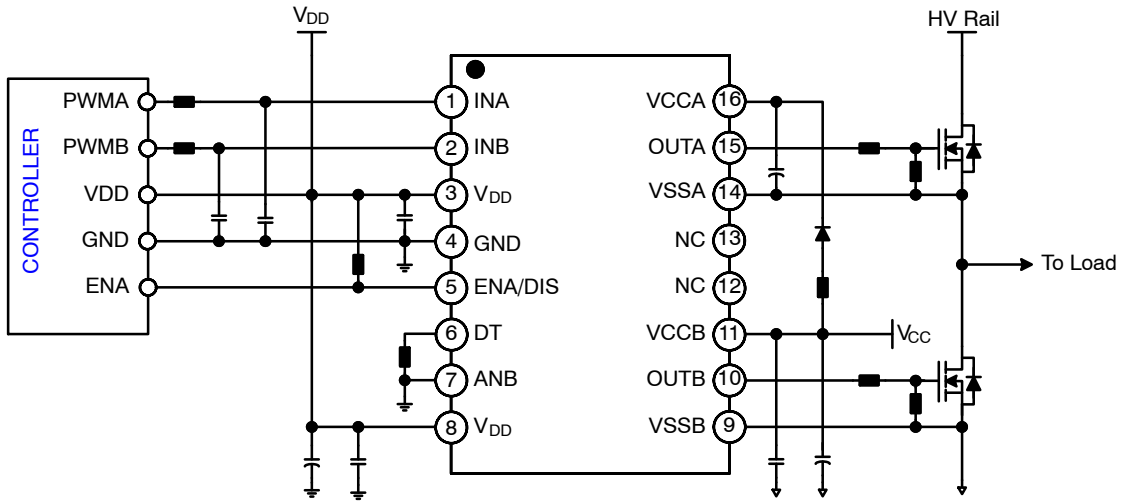 VDD
HV Rail
CONTROLLER
PWMA
PWMB
VDD
GND
ENA
1 INA
2 INB
3 VDD
4 GND
5 ENA/DIS
6 DT
7 ANB
8 VDD
VCCA 16
OUTA 15
VSSA 14
NC 13
NC 12
VCCB 11
OUTB 10
VSSB 9
To Load
VCC